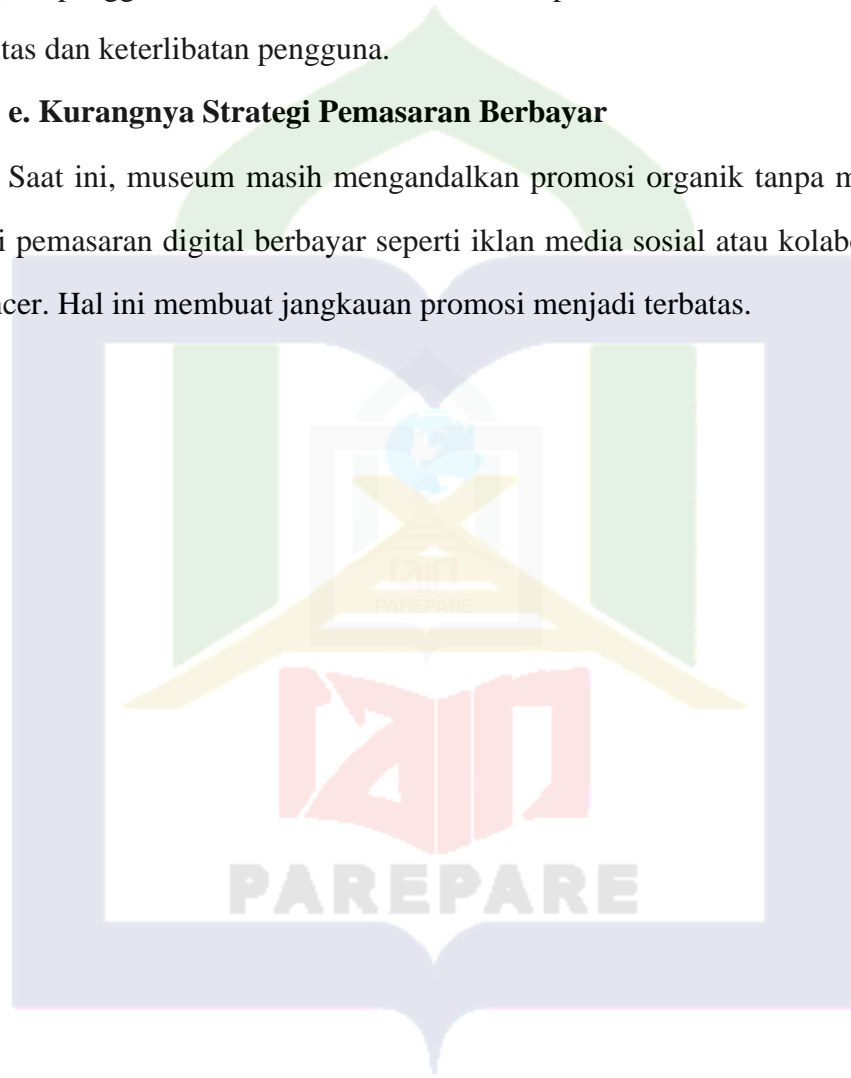 tas dan keterlibatan pengguna.
e. Kurangnya Strategi Pemasaran Berbayar
Saat ini, museum masih mengandalkan promosi organik tanpa m
i pemasaran digital berbayar seperti iklan media sosial atau kolab
cer. Hal ini membuat jangkauan promosi menjadi terbatas.
PAREPARE
PAREPARE